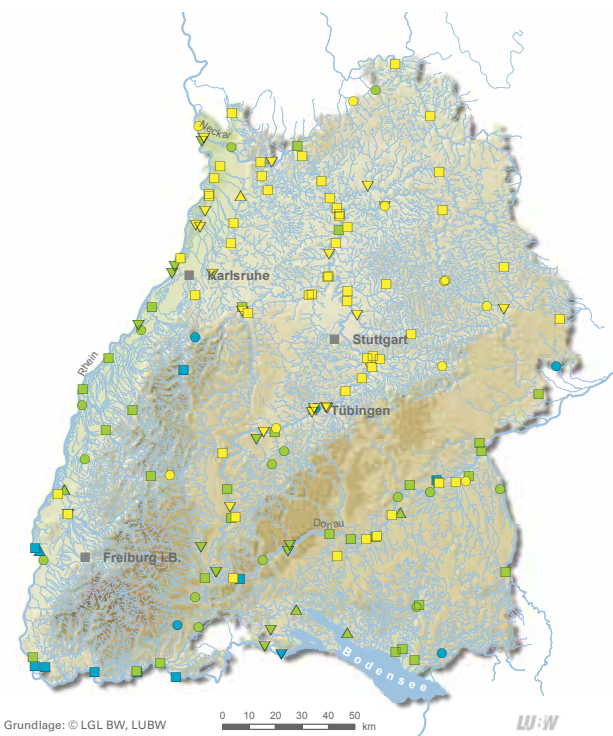 Neckar
Karlsruhe
Stuttgart
Rhein
Tübingen
Donau
Freiburg i.B.
Bodensee
0 10 20 30 40 50
km
Grundlage: © LGL BW, LUBW
LUBW